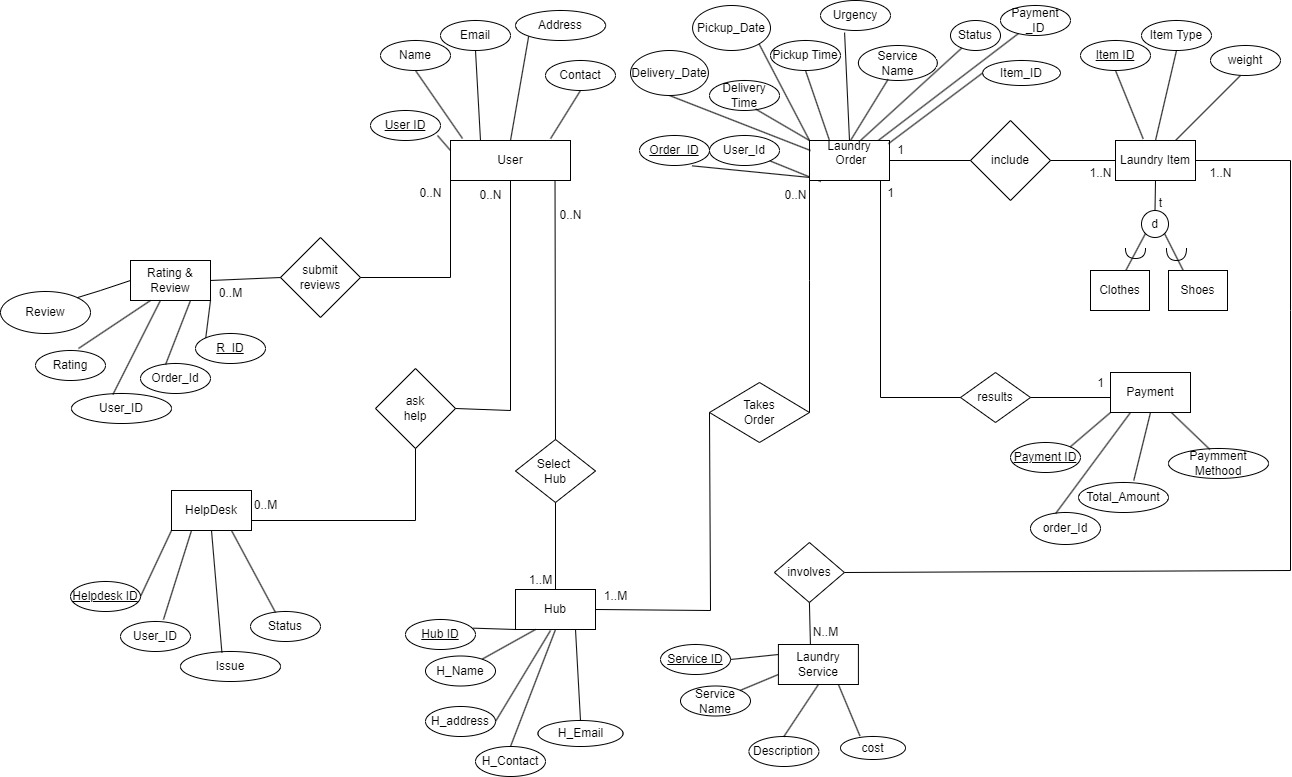 Address
Email
Name
Contact
User ID
User
0..N
0..N
0..N
Payment
_ID
Urgency
Pickup_Date
Status
Pickup Time
Service
Name
Delivery_Date
Item_ID
Delivery
Time
Order_ID
User_Id
Laundry
Order
1
include
0..N
1
Item Type
Item ID
weight
Laundry Item
1..N
1..N
t
d
Clothes
Shoes
submit
reviews
Rating &
Review
0..M
Review
R_ID
Rating
Order_Id
User_ID
ask
help
Takes
Order
results
1
Payment
Payment ID
Paymment
Methood
Total_Amount
order_Id
Select
Hub
HelpDesk
0..M
Helpdesk ID
User_ID
Status
Issue
1..M
1..M
Hub
Hub ID
H_Name
H_address
H_Email
H_Contact
involves
N..M
Laundry
Service
Service ID
Service
Name
Description
cost